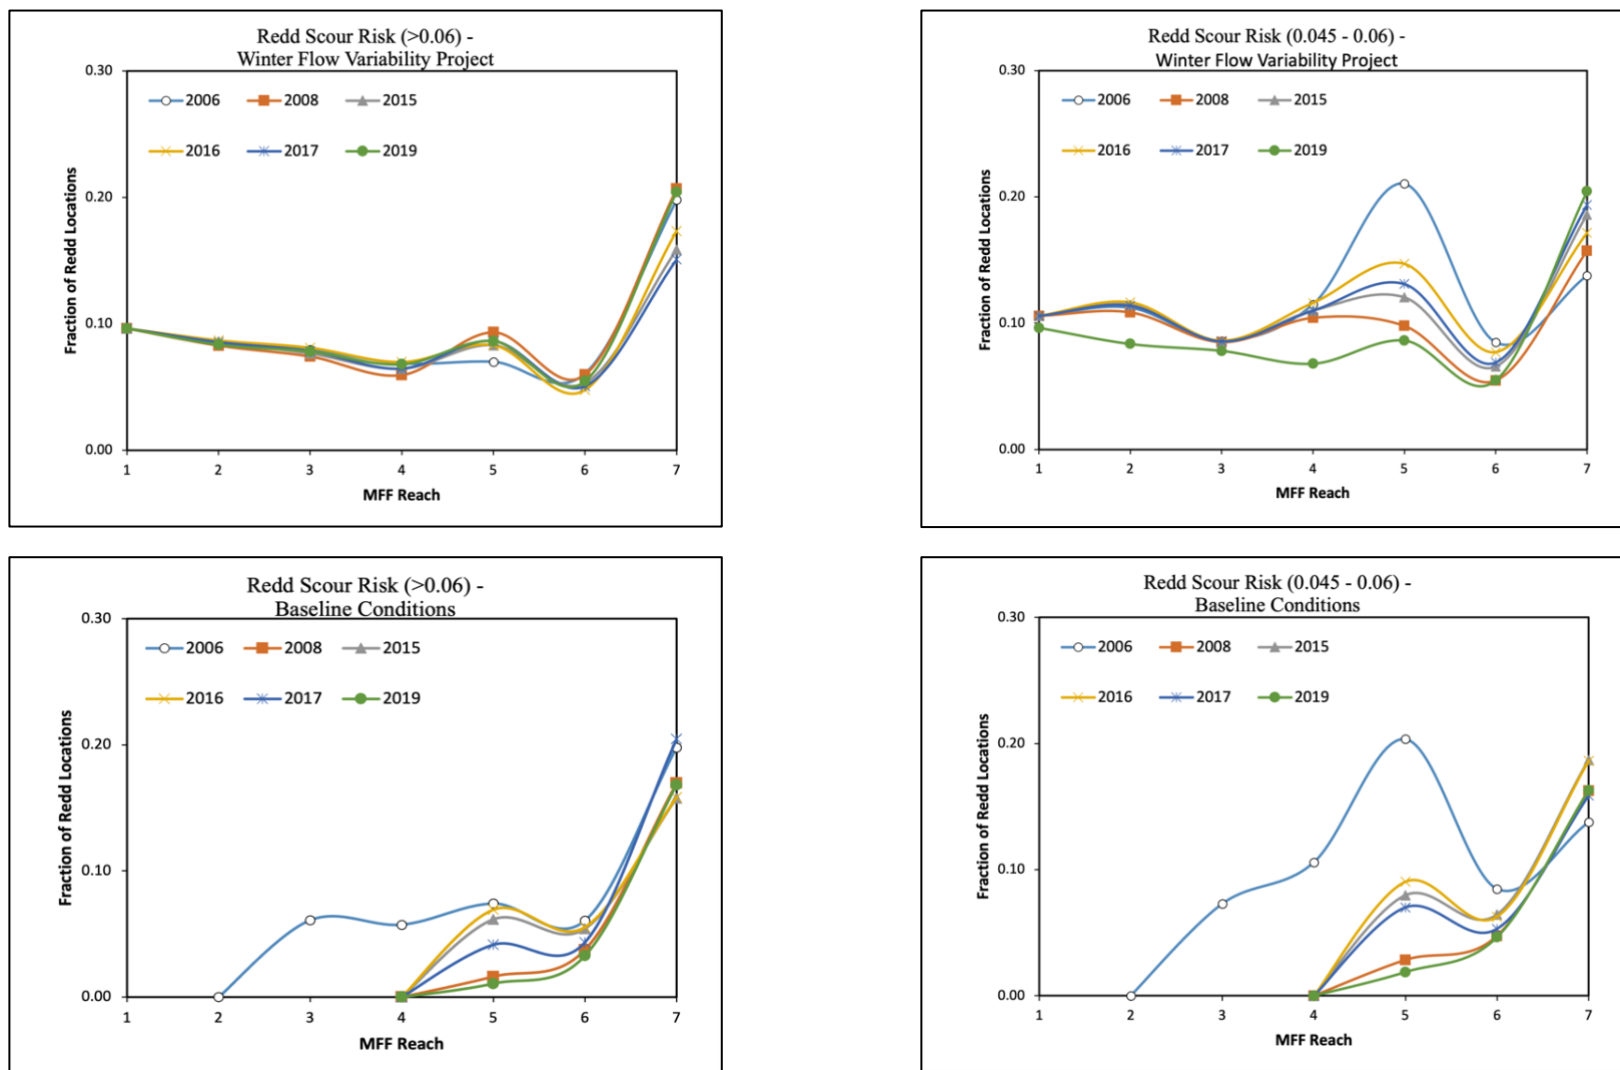 Redd Scour Risk (>0.06) -
Winter Flow Variability Project
0.30
0.20
0.10
0.00
Fraction of Redd Locations
2006 2008 2015
2016 2017 2019
1 2 3 4 5 6 7
MFF Reach
Redd Scour Risk (0.045 - 0.06) -
Winter Flow Variability Project
0.30
0.20
0.10
0.00
Fraction of Redd Locations
2006 2008 2015
2016 2017 2019
1 2 3 4 5 6 7
MFF Reach
Redd Scour Risk (>0.06) -
Baseline Conditions
0.30
0.20
0.10
0.00
Fraction of Redd Locations
2006 2008 2015
2016 2017 2019
1 2 3 4 5 6 7
MFF Reach
Redd Scour Risk (0.045 - 0.06) -
Baseline Conditions
0.30
0.20
0.10
0.00
Fraction of Redd Locations
2006 2008 2015
2016 2017 2019
1 2 3 4 5 6 7
MFF Reach